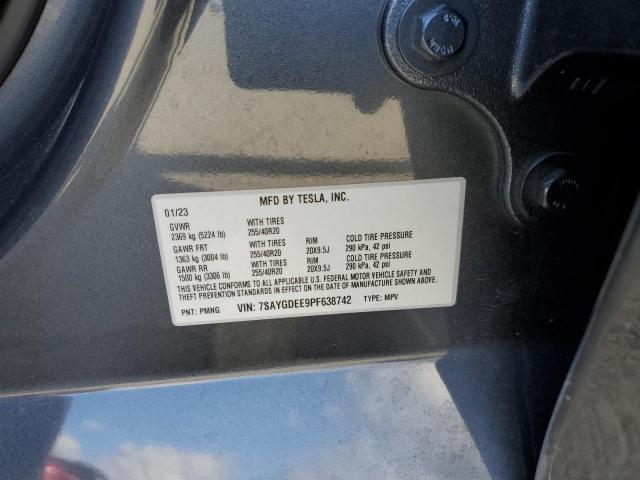 MFD BY TESLA, INC.
01/23
GVWR WITH TIRES
2369 kg (5224 lb) 255/40R20
GAWR FRT WITH TIRES RIM COLD TIRE PRESSURE
1363 kg (3004 lb) 255/40R20 20X9.5J 290 kPa, 42 psi
GAWR RR WITH TIRES RIM COLD TIRE PRESSURE
1500 kg (3306 lb) 255/40R20 20X9.5J 290 kPa, 42 psi
THIS VEHICLE CONFORMS TO ALL APPLICABLE U.S. FEDERAL MOTOR VEHICLE SAFETY AND
THEFT PREVENTION STANDARDS IN EFFECT ON THE DATE OF MANUFACTURE SHOWN ABOVE.
PNT: PMNG VIN: 7SAYGDEE9PF638742 TYPE: MPV